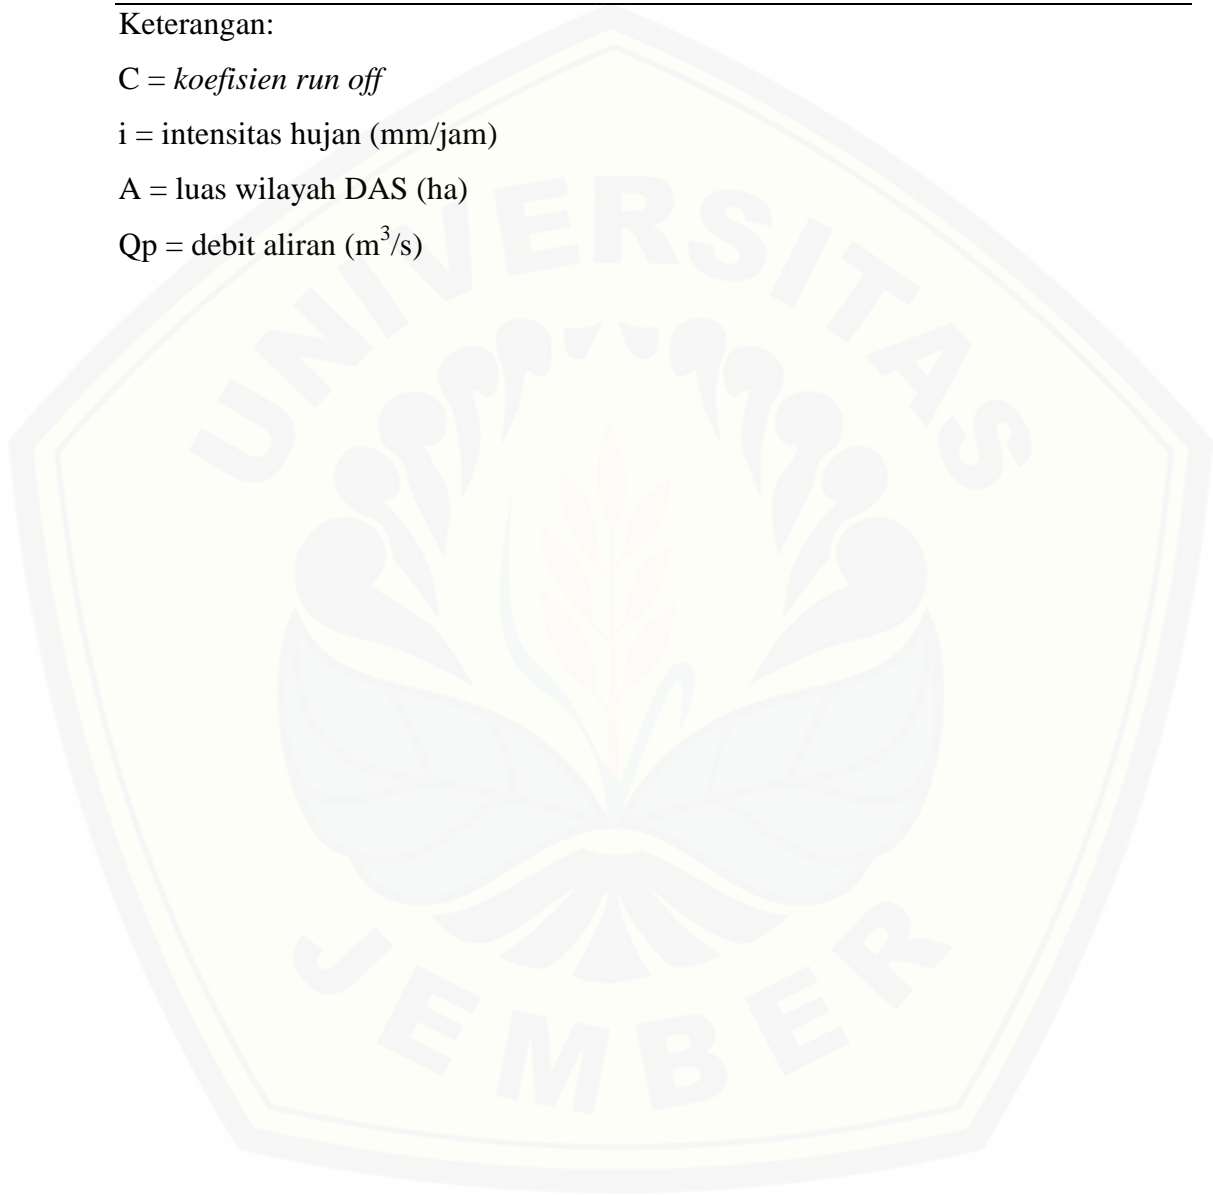 Keterangan:
C = koefisien run off
i = intensitas hujan (mm/jam)
A = luas wilayah DAS (ha)
Qp = debit aliran (m³/s)
UNIVERSITAS
JEMBER